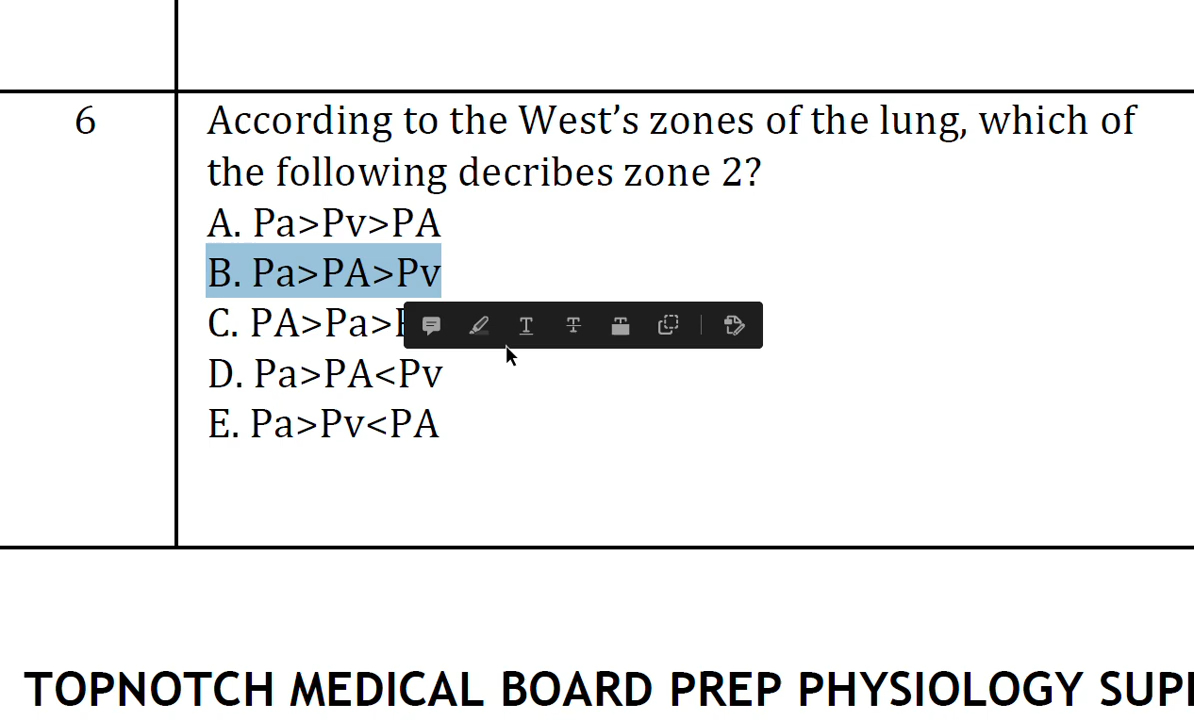 6
According to the West’s zones of the lung, which of
the following decribes zone 2?
A. Pa>Pv>PA
B. Pa>PA>Pv
C. PA>Pa>
D. Pa>PA<Pv
E. Pa>Pv<PA
TOPNOTCH MEDICAL BOARD PREP PHYSIOLOGY